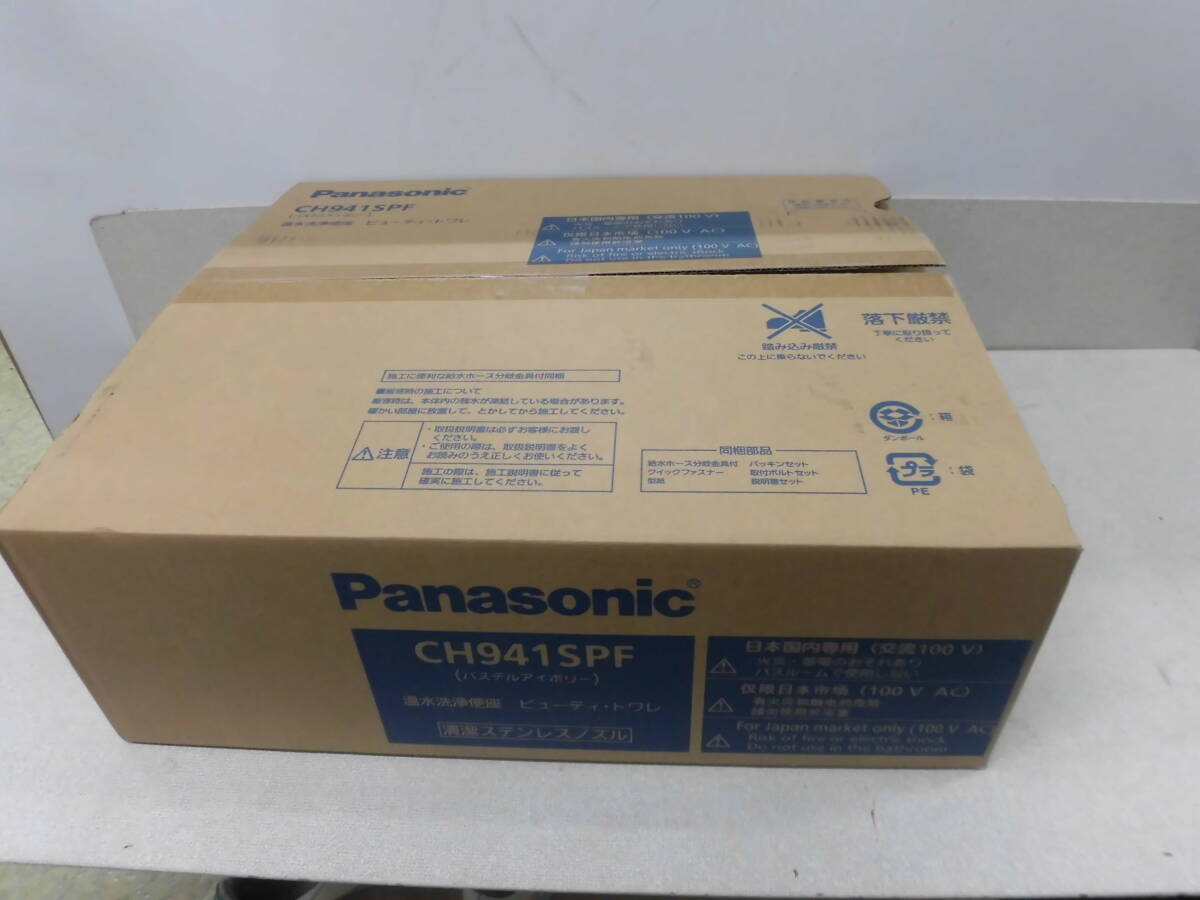 Panasonic
CH941SPF
温水洗浄便座 ビューティ・トワレ
日本国内専用(交流100 V)
仅限日本市场(100 V AC)
For Japan market only (100 V AC)
Risk of fire or electric shock
Do not use in the bathroom
踏み込み厳禁
この上に乗らないでください
落下厳禁
丁寧に取り扱って
ください
施工に便利な給水ホース分岐金具付同梱
■厳寒時の施工について
厳寒時は、本体内の残水が凍結している場合があります。
暖かい部屋に放置して、とかしてから施工してください。
注意
・取扱説明書は必ずお客様にお渡し
ください。
・ご使用の際は、取扱説明書をよく
お読みのうえ正しくお使いください。
施工の際は、施工説明書に従って
確実に施工してください。
同梱部品
給水ホース分岐金具付 パッキンセット
クイックファスナー 取付ボルトセット
型紙 説明書セット
:箱
ダンボール
プラ
:袋
PE
Panasonic®
CH941SPF
(パステルアイボリー)
温水洗浄便座 ビューティ・トワレ
清潔ステンレスノズル
日本国内専用(交流100 V)
火災・感電のおそれあり
バスルームで使用しない
仅限日本市场(100 V AC)
For Japan market only (100 V AC
Risk of fire or electric shock
Do not use in the bathroom